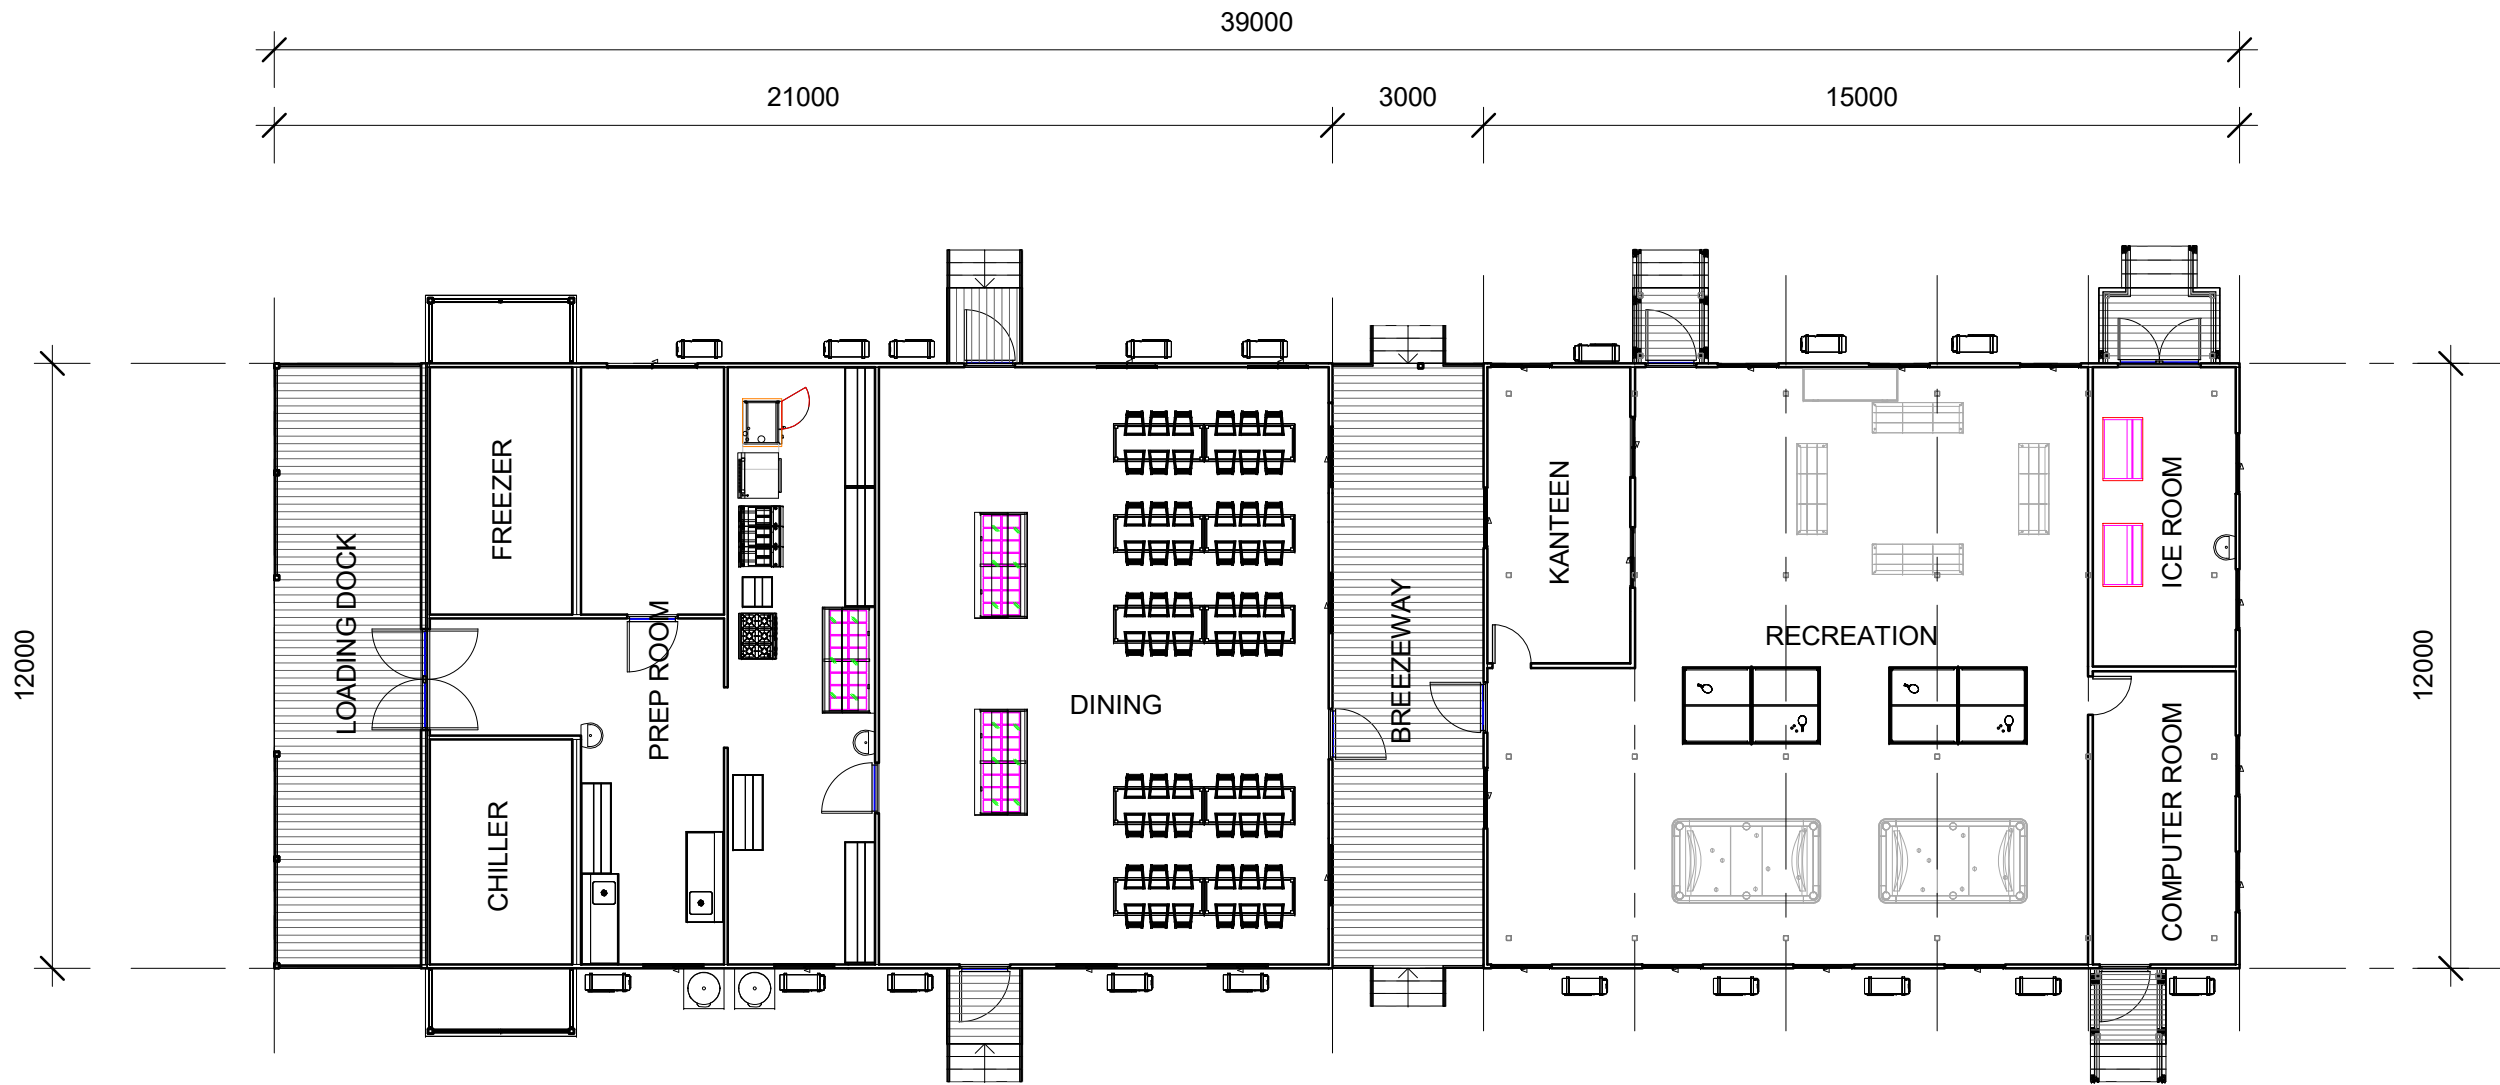 39000
21000
3000
15000
12000
12000
LOADING DOCK
FREEZER
CHILLER
PREP ROOM
DINING
BREEZEWAY
KANTEEN
RECREATION
ICE ROOM
COMPUTER ROOM